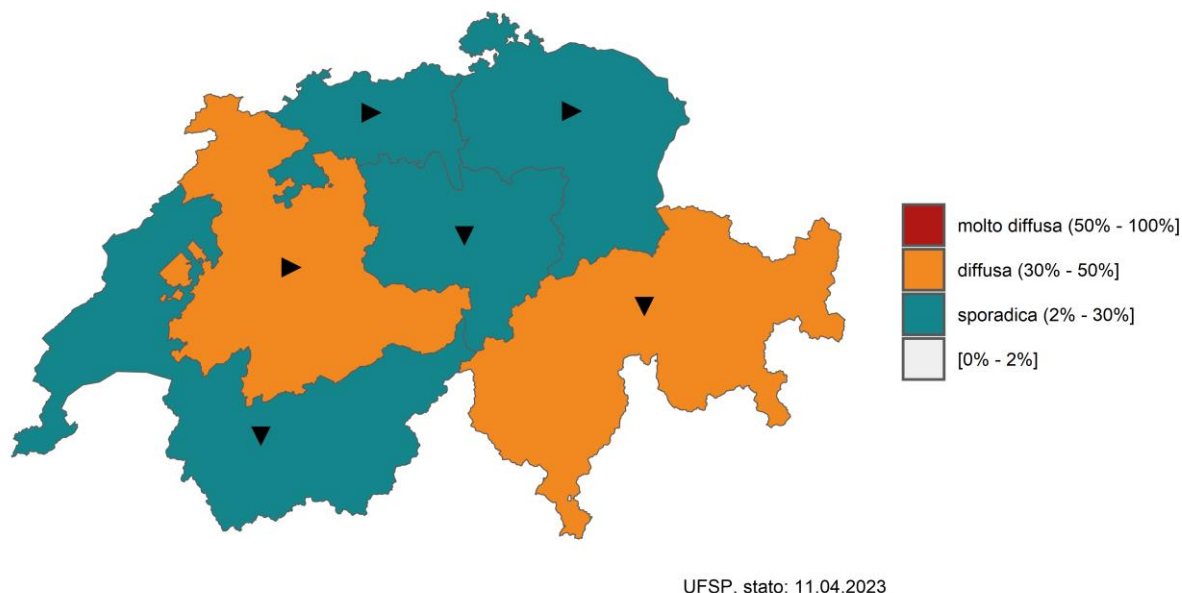 molto diffusa (50% - 100%]
diffusa (30% - 50%]
sporadica (2% - 30%]
[0% - 2%]
UFSP, stato: 11.04.2023